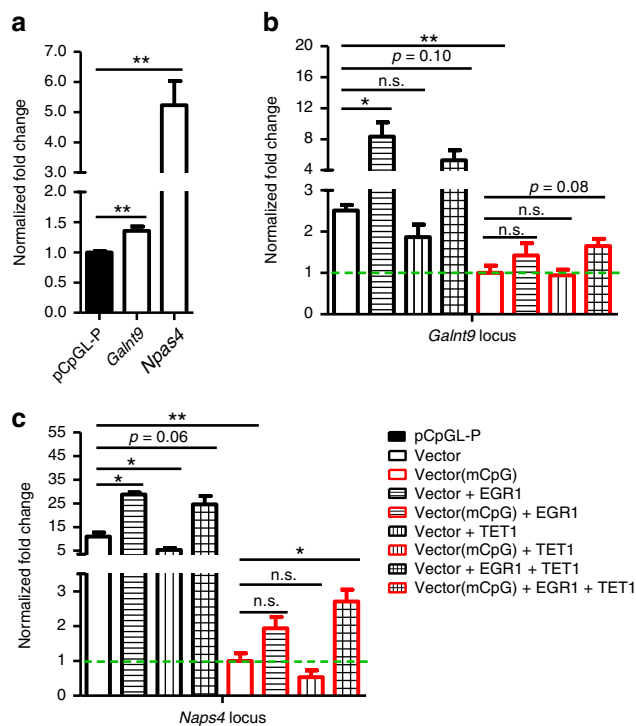 a
**
**
Normalized fold change
7.0
6.0
5.0
4.0
3.0
2.0
1.5
1.0
0.5
0.0
pCpGL-P
Galnt9
Npas4
b
**
p = 0.10
n.s.
*
p = 0.08
n.s.
n.s.
Normalized fold change
20
16
12
8
4
3
2
1
0
Galnt9 locus
c
**
p = 0.06
*
*
*
n.s.
n.s.
Normalized fold change
55
45
35
25
15
5
3
2
1
0
Naps4 locus
pCpGL-P
Vector
Vector(mCpG)
Vector + EGR1
Vector(mCpG) + EGR1
Vector + TET1
Vector(mCpG) + TET1
Vector + EGR1 + TET1
Vector(mCpG) + EGR1 + TET1